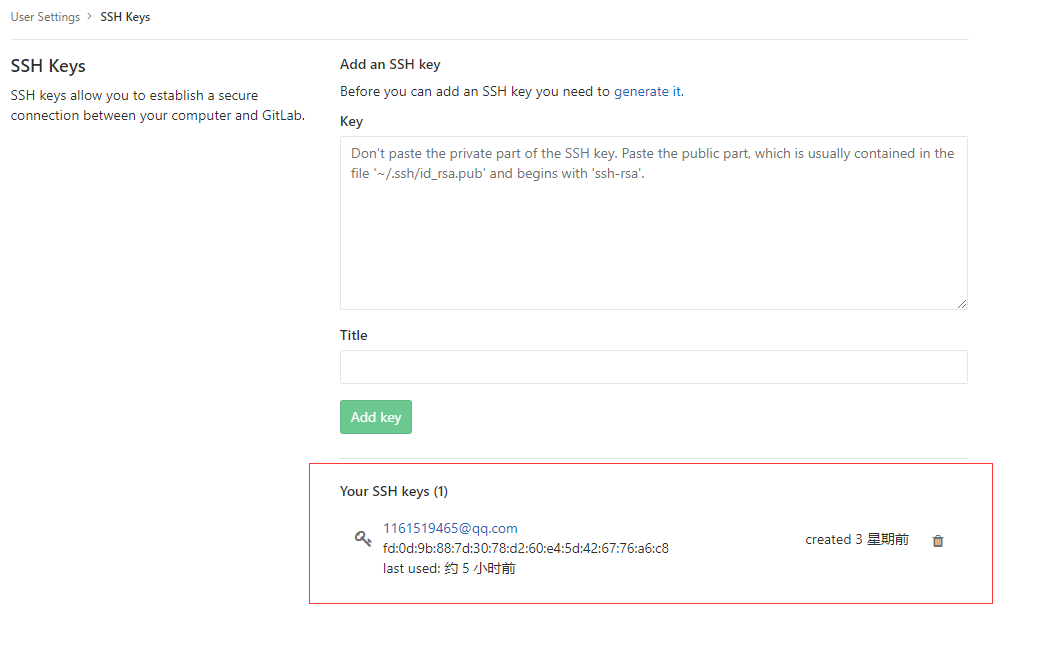 User Settings > SSH Keys
SSH Keys
SSH keys allow you to establish a secure
connection between your computer and GitLab.
Add an SSH key
Before you can add an SSH key you need to generate it.
Key
Don't paste the private part of the SSH key. Paste the public part, which is usually contained in the
file '~/.ssh/id_rsa.pub' and begins with 'ssh-rsa'.
Title
Add key
Your SSH keys (1)
1161519465@qq.com
fd:0d:9b:88:7d:30:78:d2:60:e4:5d:42:67:76:a6:c8
last used: 约 5 小时前
created 3 星期前